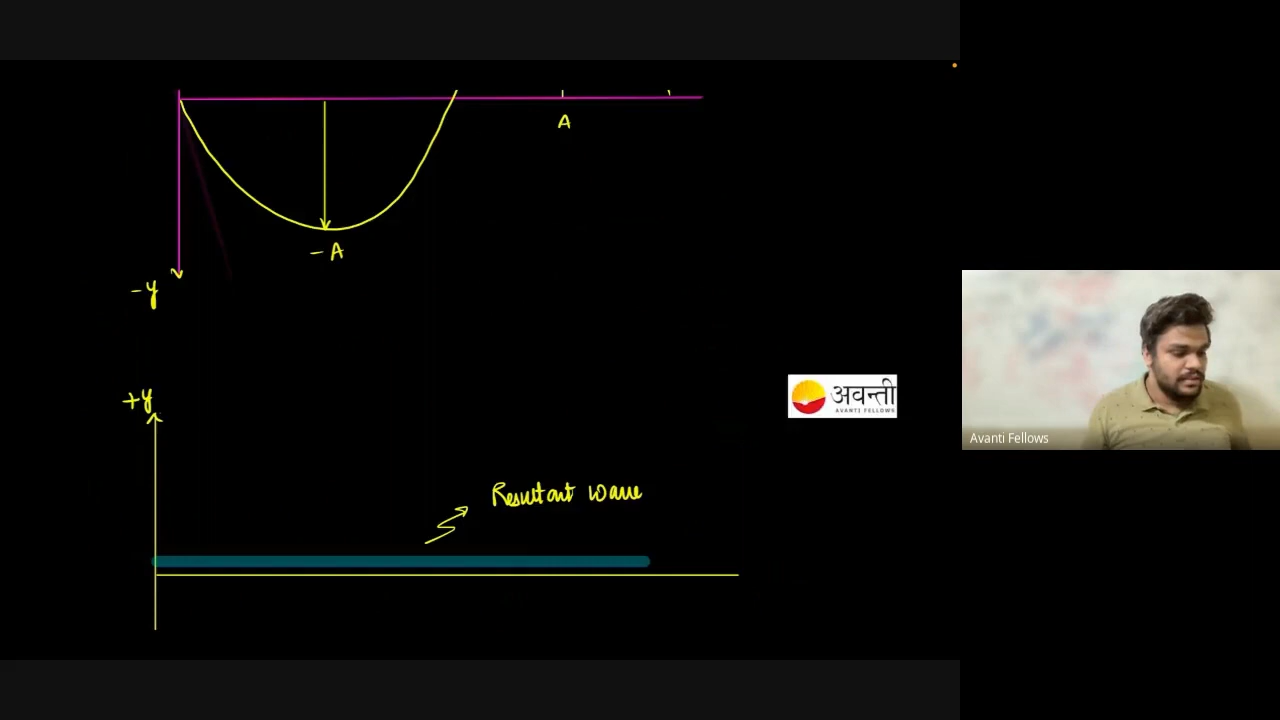 A
-A
-y
+y
अवन्ती
AVANTI FELLOWS
Resultant wave
Avanti Fellows